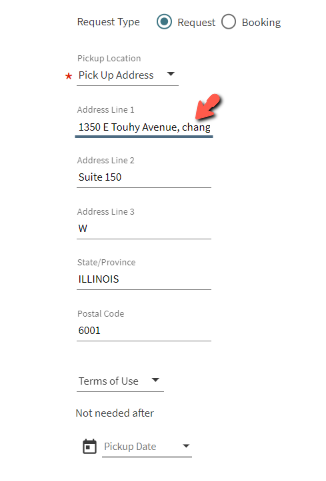 Request Type Request Booking
Pickup Location
* Pick Up Address
Address Line 1
1350 E Touhy Avenue, chang
Address Line 2
Suite 150
Address Line 3
W
State/Province
ILLINOIS
Postal Code
6001
Terms of Use
Not needed after
Pickup Date